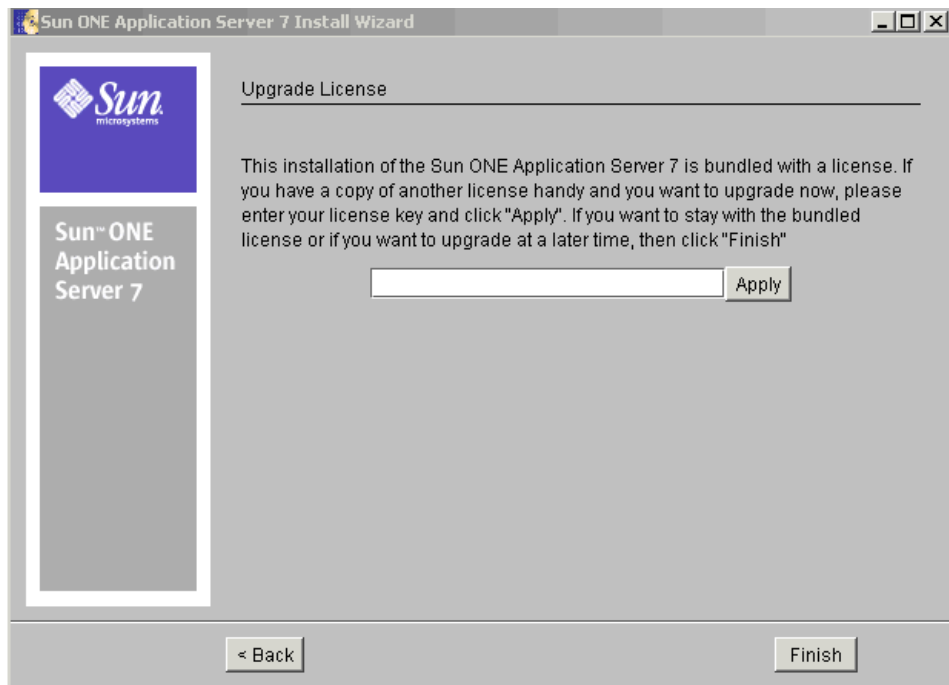 Sun ONE Application Server 7 Install Wizard
Sun
microsystems
Sun™ ONE
Application
Server 7
Upgrade License
This installation of the Sun ONE Application Server 7 is bundled with a license. If
you have a copy of another license handy and you want to upgrade now, please
enter your license key and click "Apply". If you want to stay with the bundled
license or if you want to upgrade at a later time, then click "Finish"
Apply
< Back
Finish